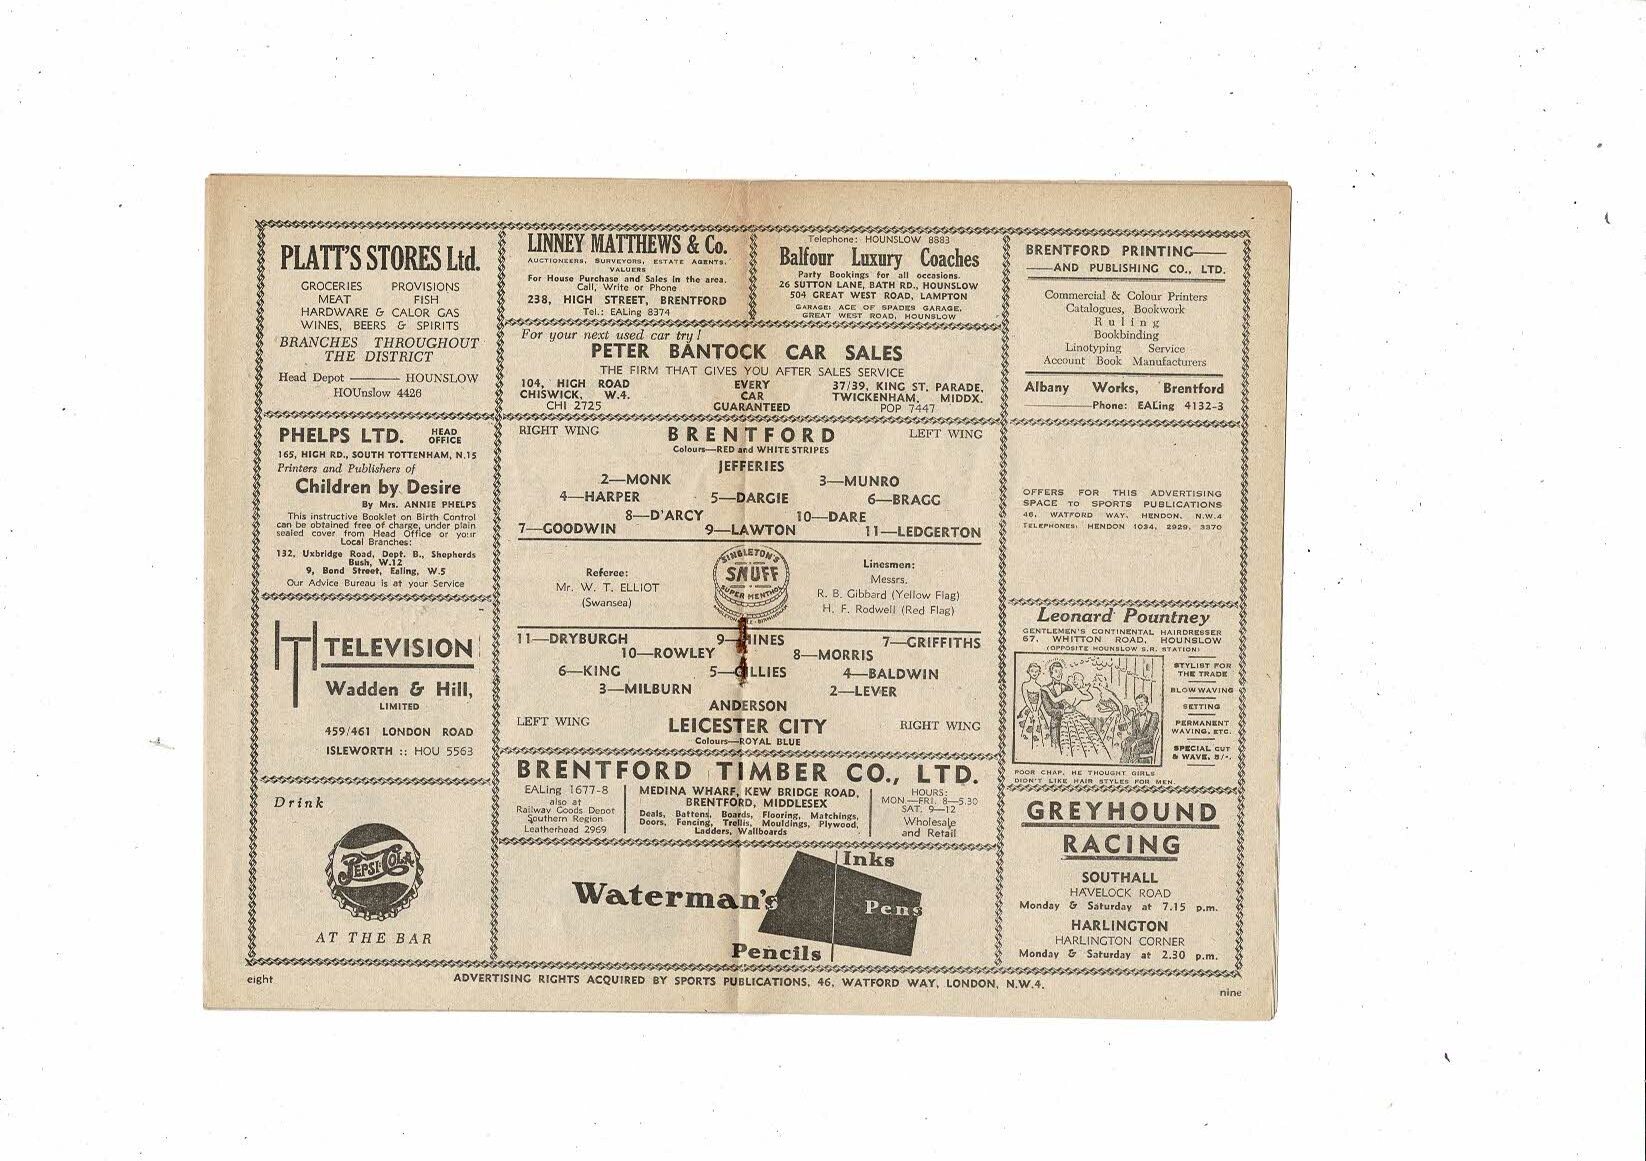 PLATT'S STORES Ltd.
GROCERIES PROVISIONS
MEAT FISH
HARDWARE & CALOR GAS
WINES, BEERS & SPIRITS
BRANCHES THROUGHOUT
THE DISTRICT
Head Depot — HOUNSLOW
HOUnslow 4426
PHELPS LTD. HEAD OFFICE
165, HIGH RD., SOUTH TOTTENHAM, N.15
Printers and Publishers of
Children by Desire
By Mrs. ANNIE PHELPS
This instructive Booklet on Birth Control
can be obtained free of charge, under plain
sealed cover from Head Office or your
Local Branches:
132, Uxbridge Road, Dept. B., Shepherds
Bush, W.12
9, Bond Street, Ealing, W.5
Our Advice Bureau is at your Service
TELEVISION
Wadden & Hill,
LIMITED
459/461 LONDON ROAD
ISLEWORTH :: HOU 5563
Drink
PEPSI-COLA
AT THE BAR
LINNEY MATTHEWS & Co.
AUCTIONEERS, SURVEYORS, ESTATE AGENTS,
VALUERS
For House Purchase and Sales in the area.
Call, Write or Phone
238, HIGH STREET, BRENTFORD
Tel.: EALing 8374
Telephone: HOUNSLOW 8883
Balfour Luxury Coaches
Party Bookings for all occasions.
26 SUTTON LANE, BATH RD., HOUNSLOW
504 GREAT WEST ROAD, LAMPTON
GARAGE: ACE OF SPADES GARAGE,
GREAT WEST ROAD, HOUNSLOW
For your next used car try!
PETER BANTOCK CAR SALES
THE FIRM THAT GIVES YOU AFTER SALES SERVICE
104, HIGH ROAD EVERY 37/39, KING ST. PARADE,
CHISWICK, W.4. CAR TWICKENHAM, MIDDX.
CHI 2725 GUARANTEED POP 7447
RIGHT WING BRENTFORD LEFT WING
Colours—RED and WHITE STRIPES
JEFFERIES
2—MONK 3—MUNRO
4—HARPER 5—DARGIE 6—BRAGG
8—D'ARCY 10—DARE
7—GOODWIN 9—LAWTON 11—LEDGERTON
Referee:
Mr. W. T. ELLIOT
(Swansea)
SINGLETON'S
SNUFF
SUPER MENTHOL
Linesmen:
Messrs.
R. B. Gibbard (Yellow Flag)
H. F. Rodwell (Red Flag)
11—DRYBURGH 9—HINES 7—GRIFFITHS
10—ROWLEY 8—MORRIS
6—KING 5—GILLIES 4—BALDWIN
3—MILBURN 2—LEVER
ANDERSON
LEFT WING LEICESTER CITY RIGHT WING
Colours—ROYAL BLUE
BRENTFORD TIMBER CO., LTD.
EALing 1677-8
also at
Railway Goods Depot
Southern Region
Leatherhead 2969
MEDINA WHARF, KEW BRIDGE ROAD,
BRENTFORD, MIDDLESEX
Deals, Battens, Boards, Flooring, Matchings,
Doors, Fencing, Trellis, Mouldings, Plywood,
Ladders, Wallboards
HOURS:
MON.—FRI. 8—5.30
SAT. 9—12
Wholesale
and Retail
Waterman's
Inks
Pens
Pencils
BRENTFORD PRINTING
AND PUBLISHING CO., LTD.
Commercial & Colour Printers
Catalogues, Bookwork
Ruling
Bookbinding
Linotyping Service
Account Book Manufacturers
Albany Works, Brentford
Phone: EALing 4132-3
OFFERS FOR THIS ADVERTISING
SPACE TO SPORTS PUBLICATIONS
46, WATFORD WAY, HENDON, N.W.4
TELEPHONES: HENDON 1034, 2929, 3370
Leonard Pountney
GENTLEMEN'S CONTINENTAL HAIRDRESSER
67, WHITTON ROAD, HOUNSLOW
(OPPOSITE HOUNSLOW S.R. STATION)
STYLIST FOR
THE TRADE
BLOW WAVING
SETTING
PERMANENT
WAVING, ETC.
SPECIAL CUT
& WAVE, 5/-.
POOR CHAP, HE THOUGHT GIRLS
DIDN'T LIKE HAIR STYLES FOR MEN.
GREYHOUND
RACING
SOUTHALL
HAVELOCK ROAD
Monday & Saturday at 7.15 p.m.
HARLINGTON
HARLINGTON CORNER
Monday & Saturday at 2.30 p.m.
eight
ADVERTISING RIGHTS ACQUIRED BY SPORTS PUBLICATIONS, 46, WATFORD WAY, LONDON, N.W.4.
nine